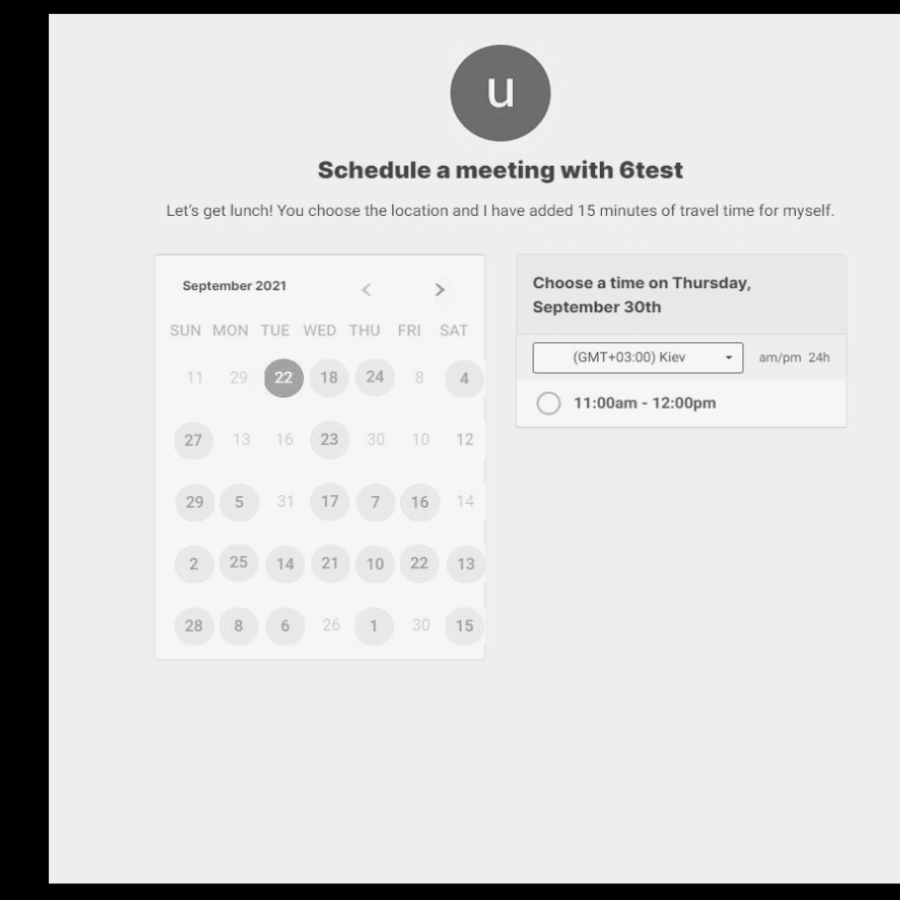 u
Schedule a meeting with 6test
Let's get lunch! You choose the location and I have added 15 minutes of travel time for myself.
September 2021 < >
SUN MON TUE WED THU FRI SAT
11 29 22 18 24 8 4
27 13 16 23 30 10 12
29 5 31 17 7 16 14
2 25 14 21 10 22 13
28 8 6 26 1 30 15
Choose a time on Thursday,
September 30th
(GMT+03:00) Kiev am/pm 24h
11:00am - 12:00pm